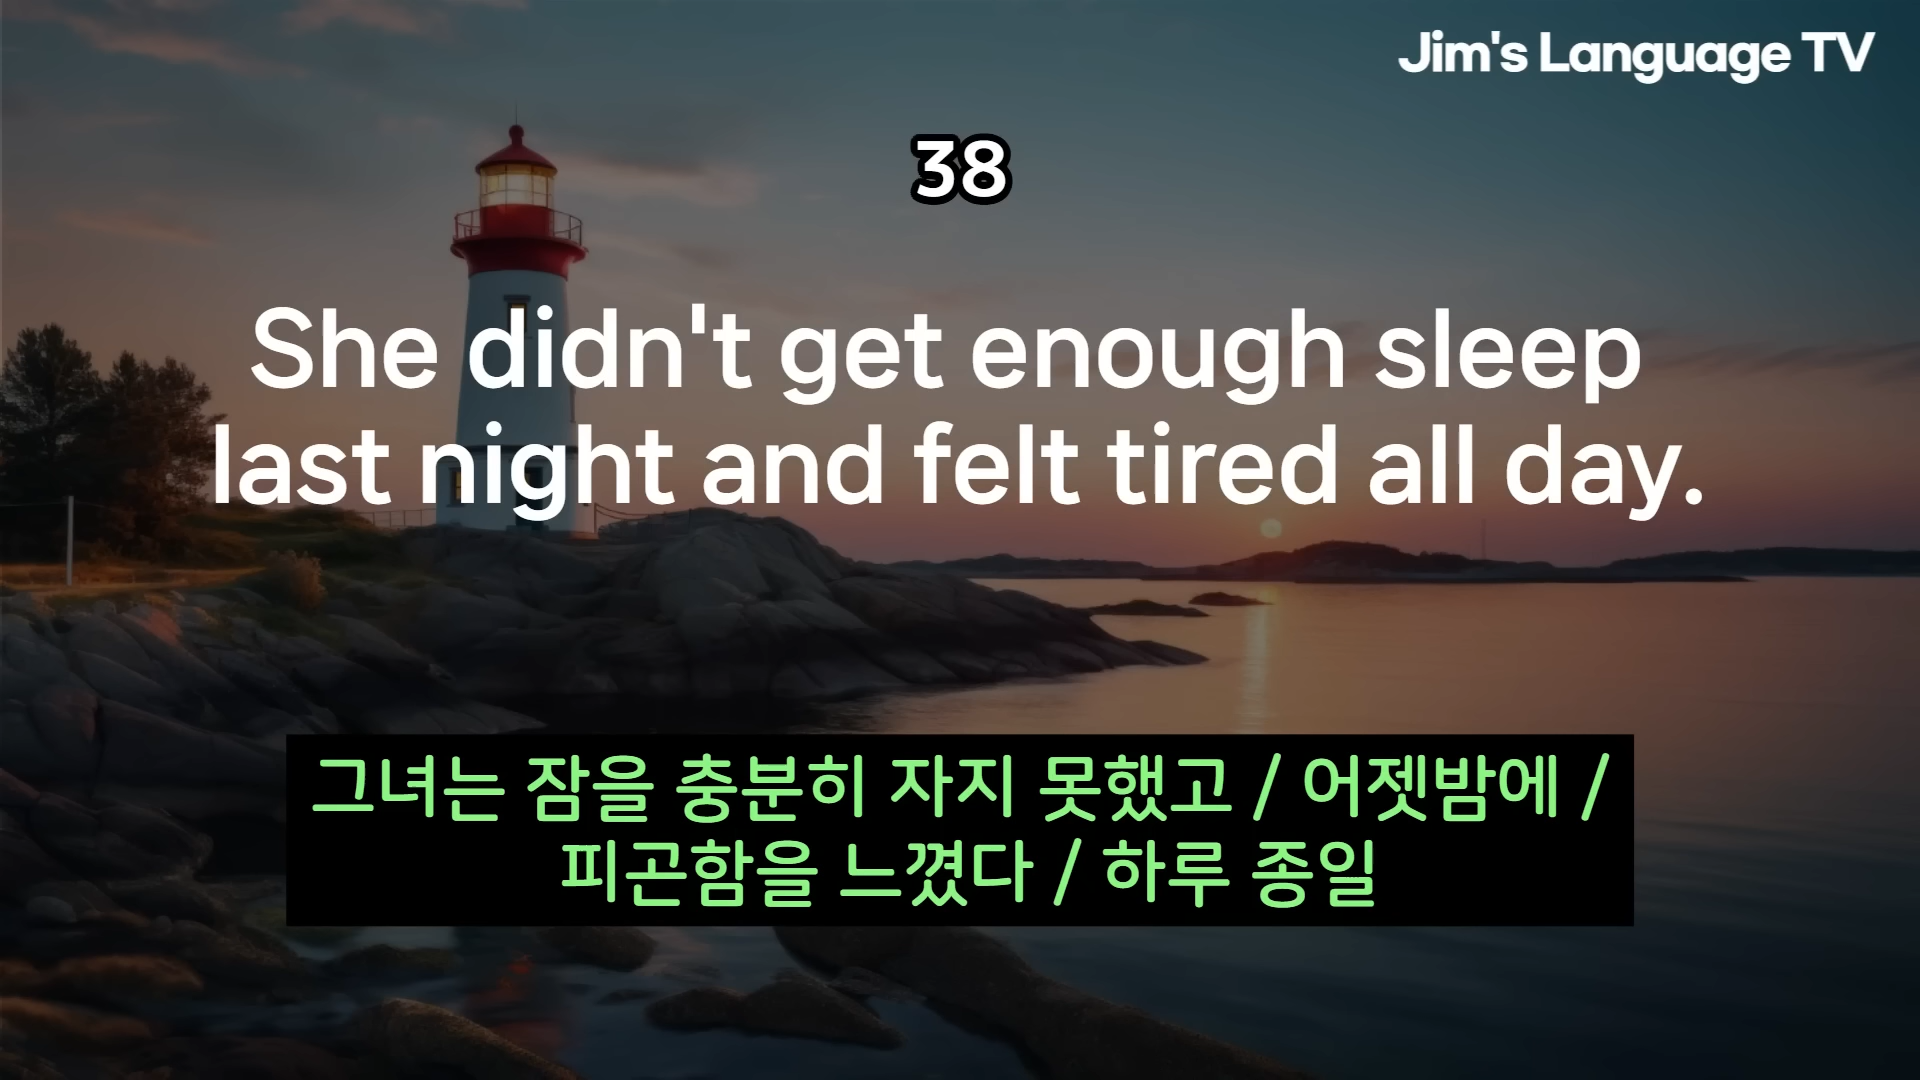 Jim's Language TV
38
She didn't get enough sleep
last night and felt tired all day.
그녀는 잠을 충분히 자지 못했고 / 어젯밤에 /
피곤함을 느꼈다 / 하루 종일